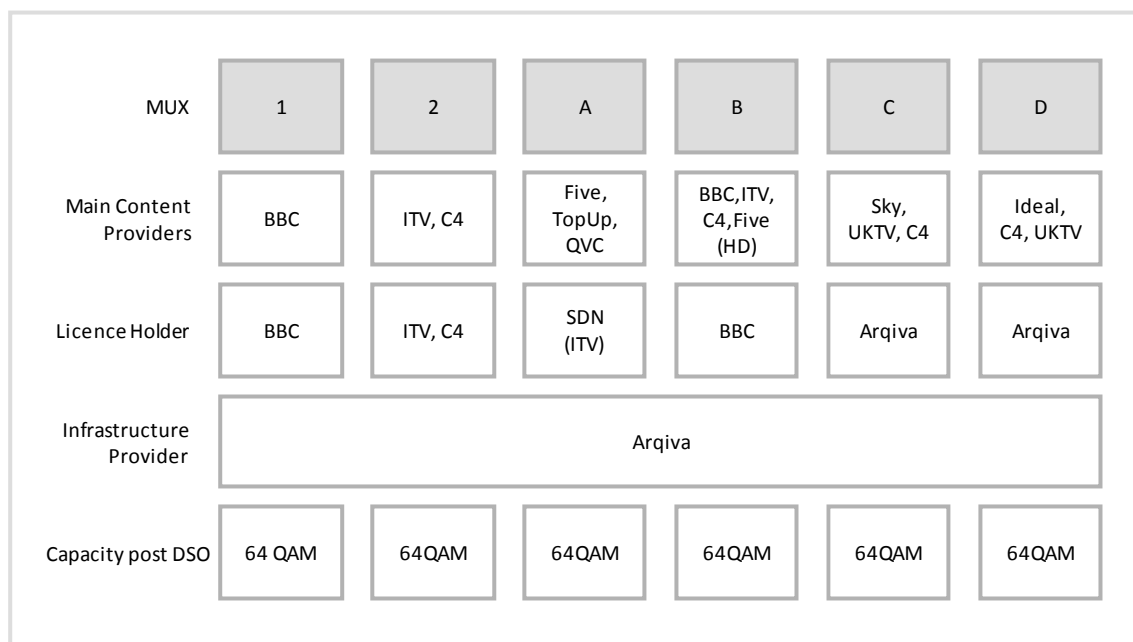 MUX
1
2
A
B
C
D
Main Content
Providers
BBC
ITV, C4
Five,
TopUp,
QVC
BBC,ITV,
C4,Five
(HD)
Sky,
UKTV, C4
Ideal,
C4, UKTV
Licence Holder
BBC
ITV, C4
SDN
(ITV)
BBC
Arqiva
Arqiva
Infrastructure
Provider
Arqiva
Capacity post DSO
64 QAM
64QAM
64QAM
64QAM
64QAM
64QAM